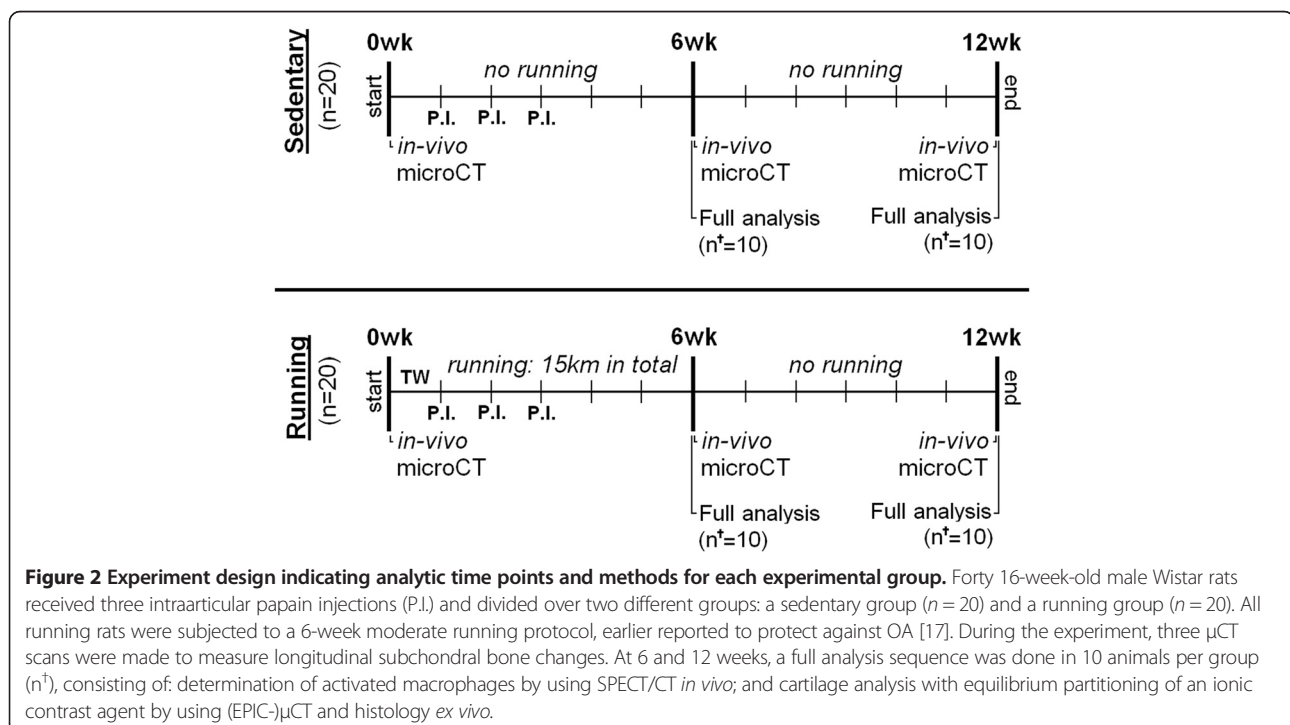 Sedentary
(n=20)
0wk 6wk 12wk
start no running no running end
P.I. P.I. P.I.
in-vivo microCT
in-vivo microCT
in-vivo microCT
Full analysis
(n†=10)
Full analysis
(n†=10)
Running
(n=20)
0wk 6wk 12wk
start TW running: 15km in total no running end
P.I. P.I. P.I.
in-vivo microCT
in-vivo microCT
in-vivo microCT
Full analysis
(n†=10)
Full analysis
(n†=10)
Figure 2 Experiment design indicating analytic time points and methods for each experimental group. Forty 16-week-old male Wistar rats
received three intraarticular papain injections (P.I.) and divided over two different groups: a sedentary group (n = 20) and a running group (n = 20). All
running rats were subjected to a 6-week moderate running protocol, earlier reported to protect against OA [17]. During the experiment, three μCT
scans were made to measure longitudinal subchondral bone changes. At 6 and 12 weeks, a full analysis sequence was done in 10 animals per group
(n†), consisting of: determination of activated macrophages by using SPECT/CT in vivo; and cartilage analysis with equilibrium partitioning of an ionic
contrast agent by using (EPIC-)μCT and histology ex vivo.